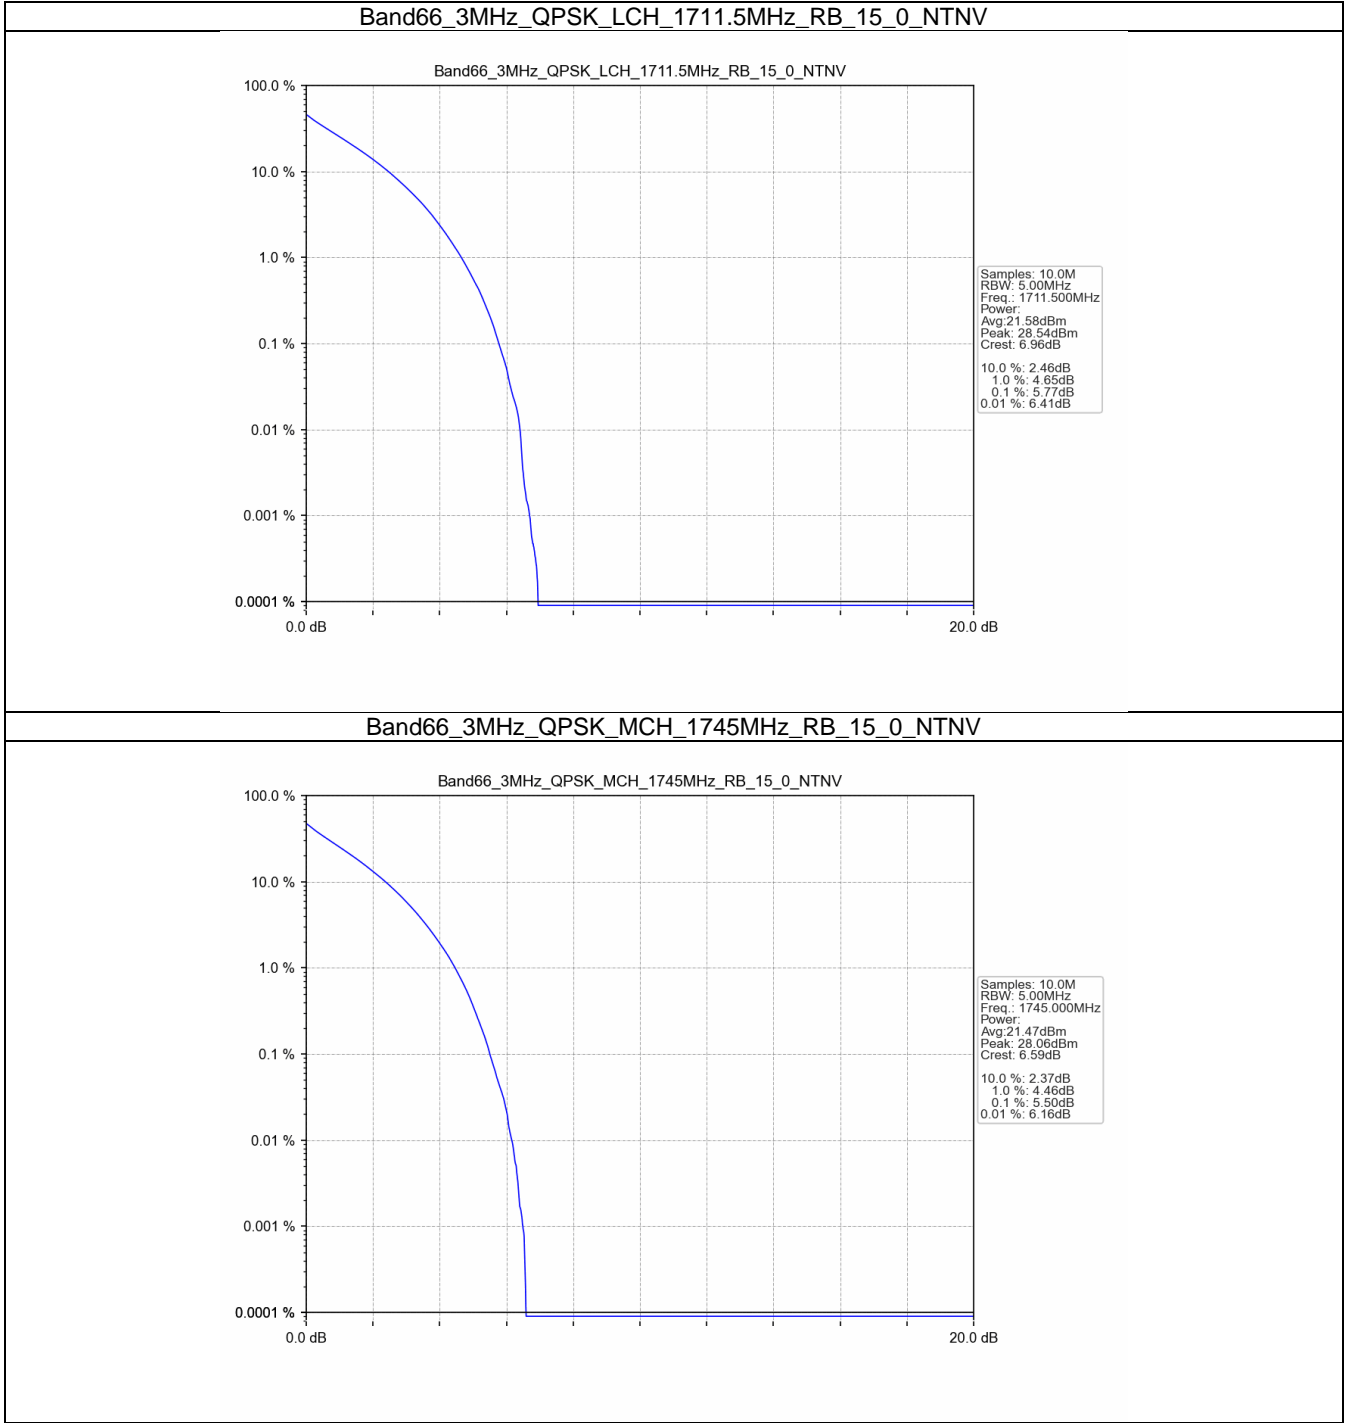 Band66_3MHz_QPSK_LCH_1711.5MHz_RB_15_0_NTNV
Band66_3MHz_QPSK_LCH_1711.5MHz_RB_15_0_NTNV
100.0 %
10.0 %
1.0 %
0.1 %
0.01 %
0.001 %
0.0001 %
0.0 dB
20.0 dB
Samples: 10.0M
RBW: 5.00MHz
Freq.: 1711.500MHz
Power:
Avg:21.58dBm
Peak: 28.54dBm
Crest: 6.96dB
10.0 %: 2.46dB
1.0 %: 4.65dB
0.1 %: 5.77dB
0.01 %: 6.41dB
Band66_3MHz_QPSK_MCH_1745MHz_RB_15_0_NTNV
Band66_3MHz_QPSK_MCH_1745MHz_RB_15_0_NTNV
100.0 %
10.0 %
1.0 %
0.1 %
0.01 %
0.001 %
0.0001 %
0.0 dB
20.0 dB
Samples: 10.0M
RBW: 5.00MHz
Freq.: 1745.000MHz
Power:
Avg:21.47dBm
Peak: 28.06dBm
Crest: 6.59dB
10.0 %: 2.37dB
1.0 %: 4.46dB
0.1 %: 5.50dB
0.01 %: 6.16dB